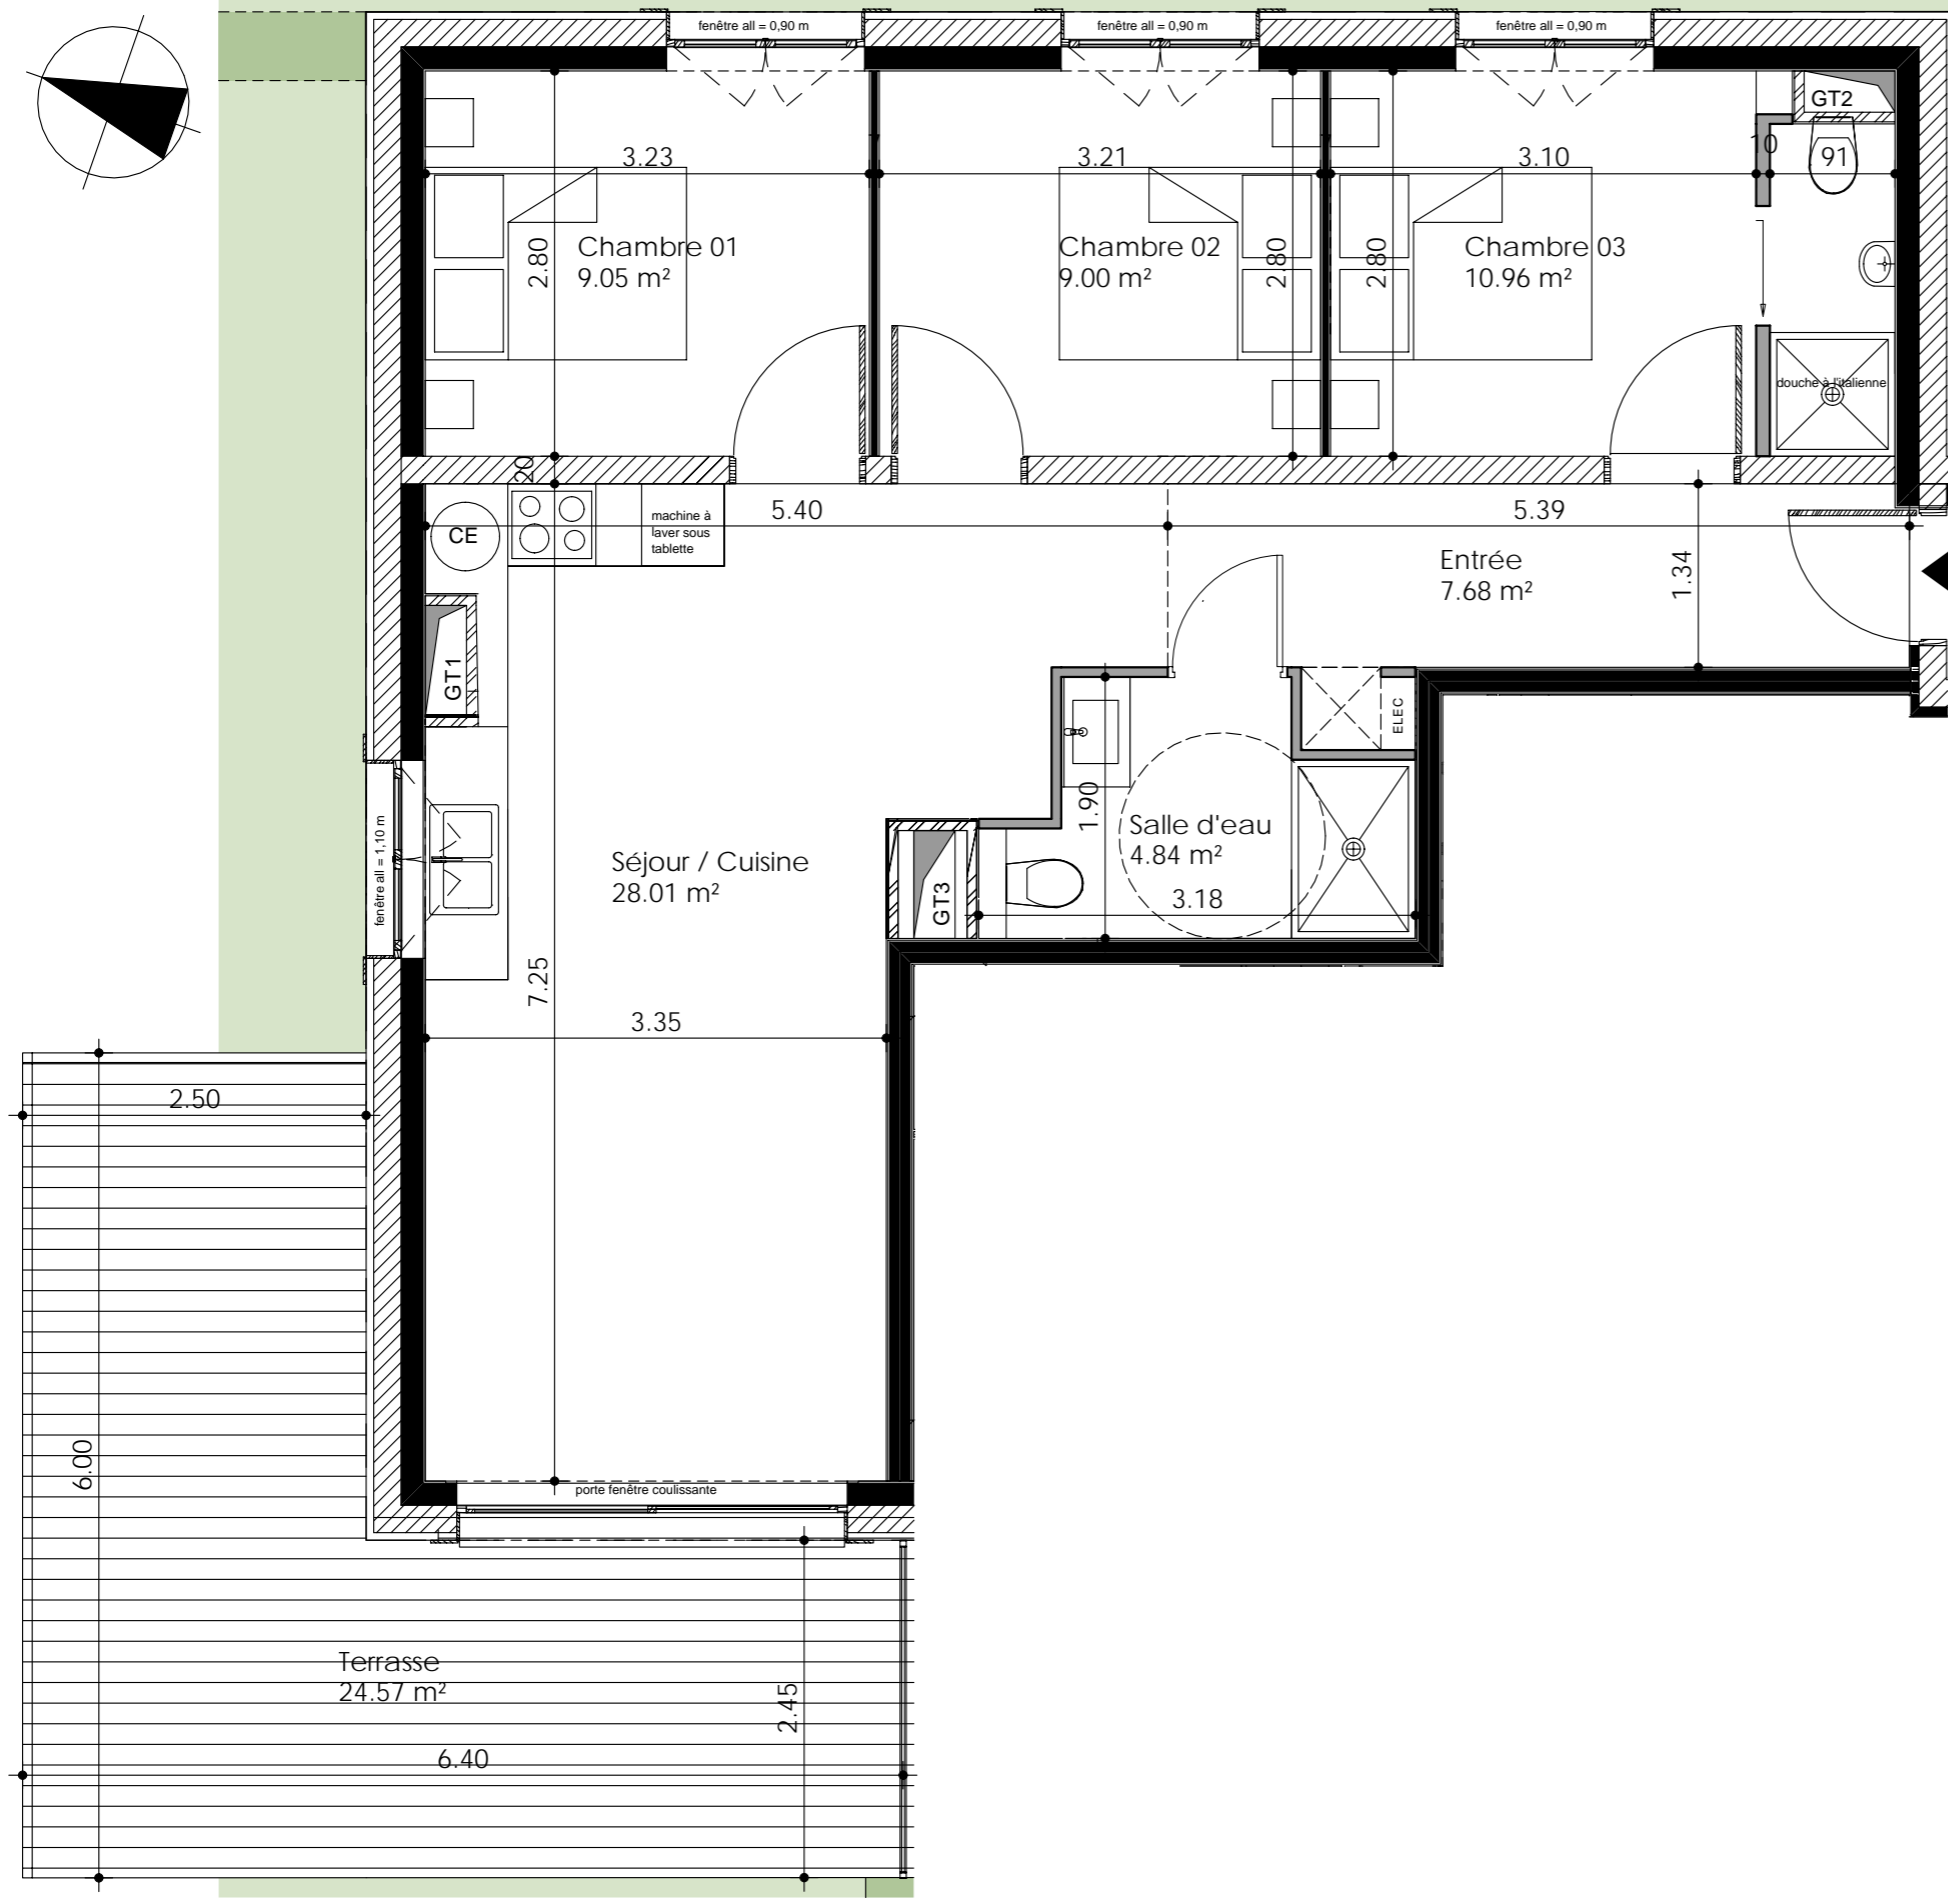 fenêtre all = 0,90 m
fenêtre all = 0,90 m
fenêtre all = 0,90 m
GT2
3.23
3.21
3.10
10
91
Chambre 01
9.05 m²
2.80
Chambre 02
9.00 m²
2.80
2.80
Chambre 03
10.96 m²
douche à l'italienne
20
5.40
5.39
CE
machine à
laver sous
tablette
Entrée
7.68 m²
1.34
GT1
ELEC
fenêtre all = 1,10 m
Séjour / Cuisine
28.01 m²
1.90
Salle d'eau
4.84 m²
3.18
GT3
7.25
3.35
2.50
6.00
porte fenêtre coulissante
Terrasse
24.57 m²
2.45
6.40